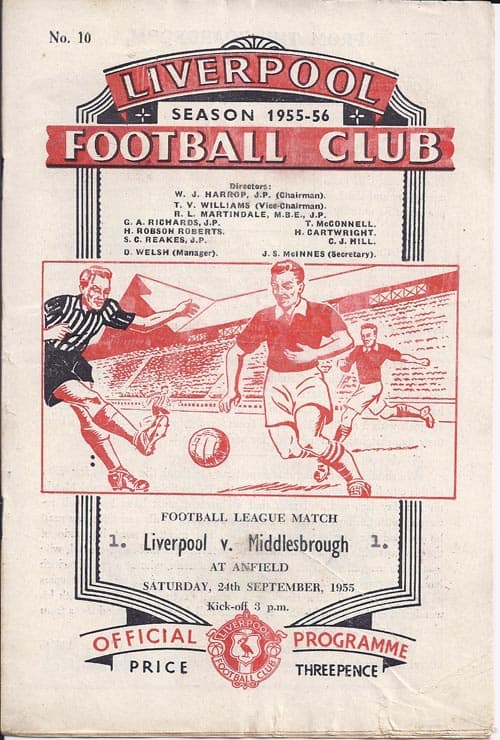 No. 10
LIVERPOOL
SEASON 1955-56
FOOTBALL CLUB
Directors:
W. J. HARROP, J.P. (Chairman).
T. V. WILLIAMS (Vice-Chairman).
R. L. MARTINDALE, M.B.E., J.P.
G. A. RICHARDS, J.P. T. McCONNELL.
H. ROBSON ROBERTS. H. CARTWRIGHT.
S. C. REAKES, J.P. C. J. HILL.
D. WELSH (Manager). J. S. McINNES (Secretary).
FOOTBALL LEAGUE MATCH
1. Liverpool v. Middlesbrough 1.
AT ANFIELD
SATURDAY, 24th SEPTEMBER, 1955
Kick-off 3 p.m.
OFFICIAL PROGRAMME
LIVERPOOL
FOOTBALL CLUB
PRICE THREEPENCE